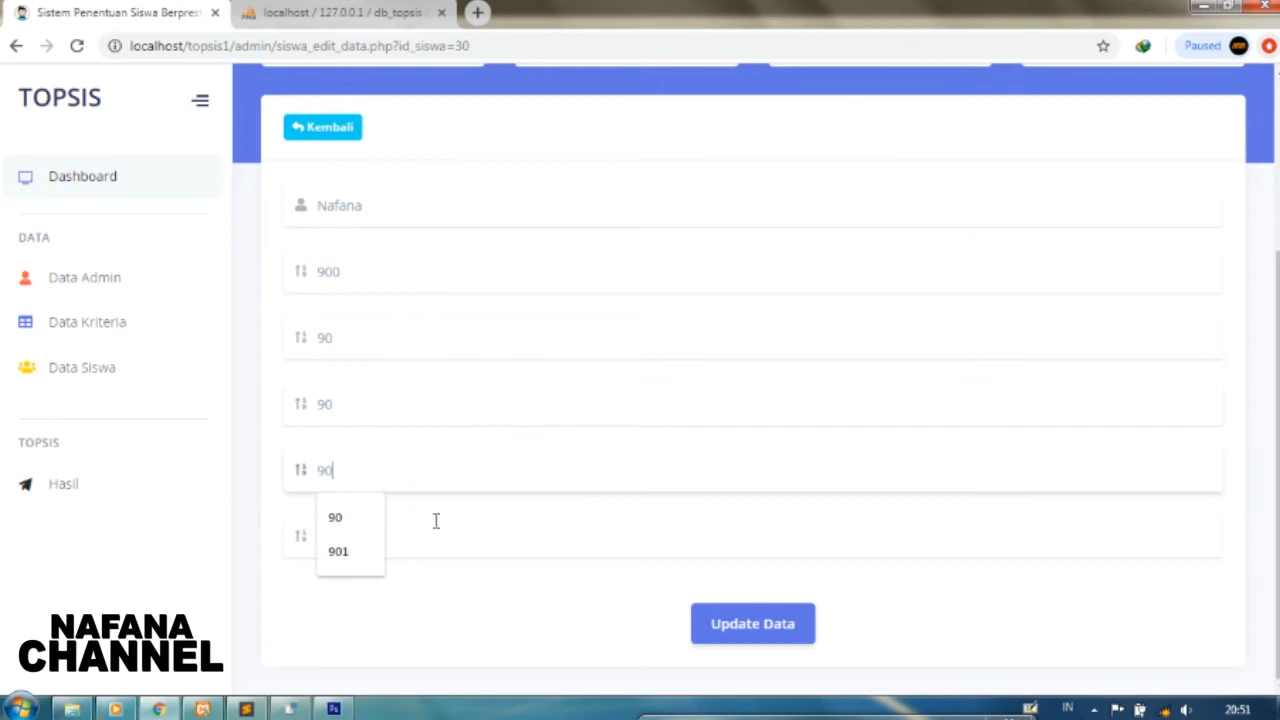 Sistem Penentuan Siswa Berprest
localhost / 127.0.0.1 / db_topsis
localhost/topsis1/admin/siswa_edit_data.php?id_siswa=30
Paused
TOPSIS
Kembali
Dashboard
Nafana
DATA
Data Admin
900
Data Kriteria
90
Data Siswa
90
TOPSIS
90
Hasil
90
901
Update Data
NAFANA
CHANNEL
IN
20:51